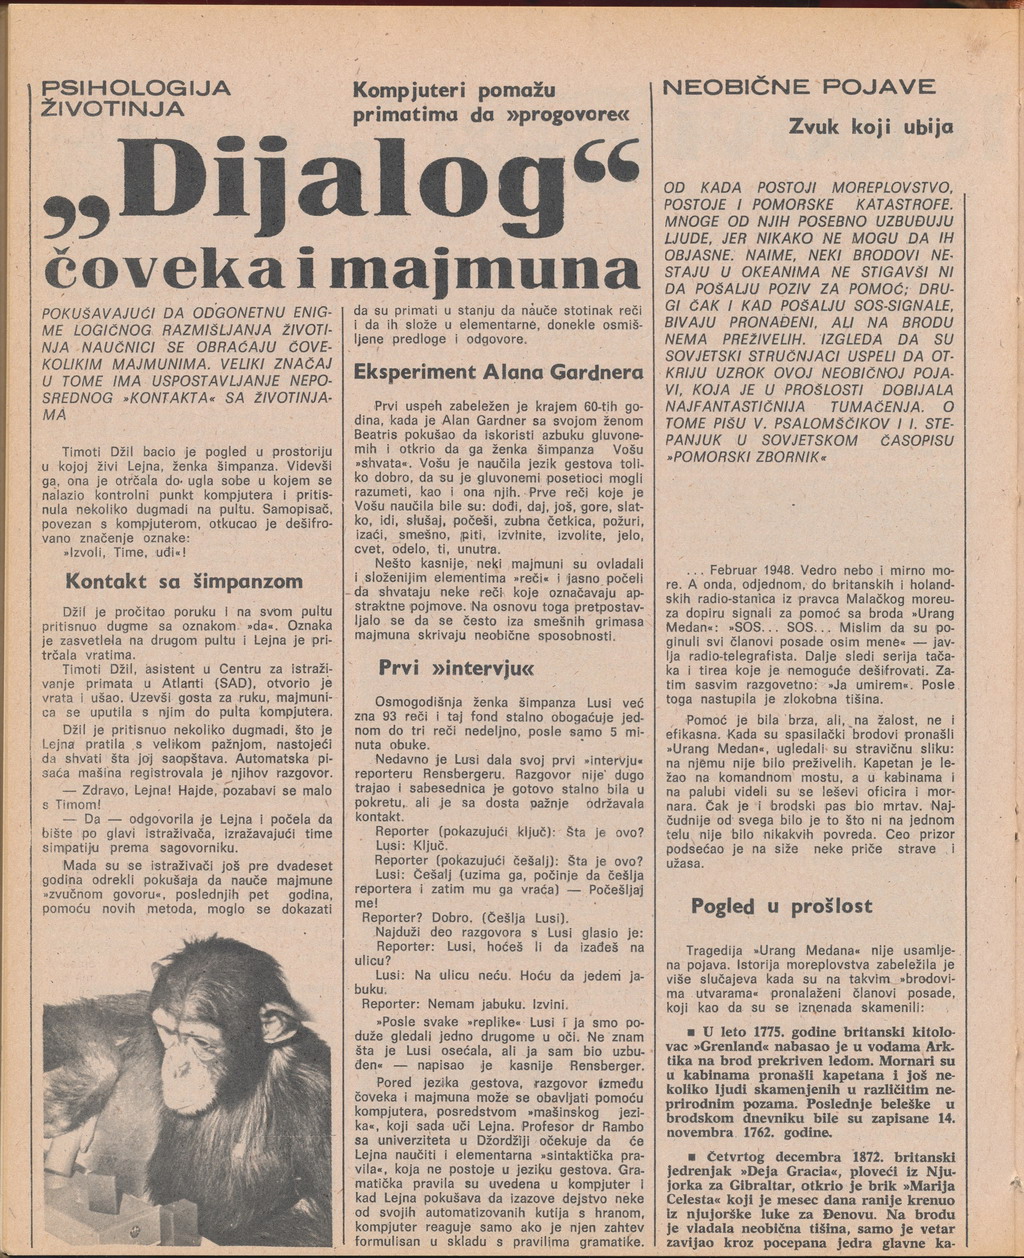 PSIHOLOGIJA
ŽIVOTINJA
Kompjuteri pomažu
primatima da »progovore«
„Dijalog“
čoveka i majmuna
POKUŠAVAJUĆI DA ODGONETNU ENIG-
ME LOGIČNOG RAZMIŠLJANJA ŽIVOTI-
NJA NAUČNICI SE OBRAĆAJU ČOVE-
KOLIKIM MAJMUNIMA. VELIKI ZNAČAJ
U TOME IMA USPOSTAVLJANJE NEPO-
SREDNOG »KONTAKTA« SA ŽIVOTINJA-
MA
Timoti Džil bacio je pogled u prostoriju
u kojoj živi Lejna, ženka šimpanza. Videvši
ga, ona je otrčala do ugla sobe u kojem se
nalazio kontrolni punkt kompjutera i pritis-
nula nekoliko dugmadi na pultu. Samopisač,
povezan s kompjuterom, otkucao je dešifro-
vano značenje oznake:
»Izvoli, Time, uđi«!
Kontakt sa šimpanzom
Džil je pročitao poruku i na svom pultu
pritisnuo dugme sa oznakom »da«. Oznaka
je zasvetlela na drugom pultu i Lejna je pri-
trčala vratima.
Timoti Džil, asistent u Centru za istraži-
vanje primata u Atlanti (SAD), otvorio je
vrata i ušao. Uzevši gosta za ruku, majmuni-
ca se uputila s njim do pulta kompjutera.
Džil je pritisnuo nekoliko dugmadi, što je
Lejna pratila s velikom pažnjom, nastojeći
da shvati šta joj saopštava. Automatska pi-
saća mašina registrovala je njihov razgovor.
— Zdravo, Lejna! Hajde, pozabavi se malo
s Timom!
— Da — odgovorila je Lejna i počela da
bište po glavi istraživača, izražavajući time
simpatiju prema sagovorniku.
Mada su se istraživači još pre dvadeset
godina odrekli pokušaja da nauče majmune
»zvučnom govoru«, poslednjih pet godina,
pomoću novih metoda, moglo se dokazati
da su primati u stanju da nauče stotinak reči
i da ih slože u elementarne, donekle osmiš-
ljene predloge i odgovore.
Eksperiment Alana Gardnera
Prvi uspeh zabeležen je krajem 60-tih go-
dina, kada je Alan Gardner sa svojom ženom
Beatris pokušao da iskoristi azbuku gluvone-
mih i otkrio da ga ženka šimpanza Vošu
»shvata«. Vošu je naučila jezik gestova toli-
ko dobro, da su je gluvonemi posetioci mogli
razumeti, kao i ona njih. Prve reči koje je
Vošu naučila bile su: dođi, daj, još, gore, slat-
ko, idi, slušaj, počeši, zubna četkica, požuri,
izaći, smešno, piti, izvinite, izvolite, jelo,
cvet, odelo, ti, unutra.
Nešto kasnije, neki majmuni su ovladali
i složenijim elementima »reči« i jasno počeli
da shvataju neke reči koje označavaju ap-
straktne pojmove. Na osnovu toga pretpostav-
ljalo se da se često iza smešnih grimasa
majmuna skrivaju neobične sposobnosti.
Prvi »intervju«
Osmogodišnja ženka šimpanza Lusi već
zna 93 reči i taj fond stalno obogaćuje jed-
nom do tri reči nedeljno, posle samo 5 mi-
nuta obuke.
Nedavno je Lusi dala svoj prvi »intervju«
reporteru Rensbergeru. Razgovor nije dugo
trajao i sabesednica je gotovo stalno bila u
pokretu, ali je sa dosta pažnje održavala
kontakt.
Reporter (pokazujući ključ): Šta je ovo?
Lusi: Ključ.
Reporter (pokazujući češalj): Šta je ovo?
Lusi: Češalj (uzima ga, počinje da češlja
reportera i zatim mu ga vraća) — Počešljaj
me!
Reporter? Dobro. (Češlja Lusi).
Najduži deo razgovora s Lusi glasio je:
Reporter: Lusi, hoćeš li da izađeš na
ulicu?
Lusi: Na ulicu neću. Hoću da jedem ja-
buku.
Reporter: Nemam jabuku. Izvini.
»Posle svake »replike« Lusi i ja smo po-
duže gledali jedno drugome u oči. Ne znam
šta je Lusi osećala, ali ja sam bio uzbu-
đen« — napisao je kasnije Rensberger.
Pored jezika gestova, razgovor između
čoveka i majmuna može se obavljati pomoću
kompjutera, posredstvom »mašinskog jezi-
ka«, koji sada uči Lejna. Profesor dr Rambo
sa univerziteta u Džordžiji očekuje da će
Lejna naučiti i elementarna »sintaktička pra-
vila«, koja ne postoje u jeziku gestova. Gra-
matička pravila su uvedena u kompjuter i
kad Lejna pokušava da izazove dejstvo neke
od svojih automatizovanih kutija s hranom,
kompjuter reaguje samo ako je njen zahtev
formulisan u skladu s pravilima gramatike.
NEOBIČNE POJAVE
Zvuk koji ubija
OD KADA POSTOJI MOREPLOVSTVO,
POSTOJE I POMORSKE KATASTROFE.
MNOGE OD NJIH POSEBNO UZBUĐUJU
LJUDE, JER NIKAKO NE MOGU DA IH
OBJASNE. NAIME, NEKI BRODOVI NE-
STAJU U OKEANIMA NE STIGAVŠI NI
DA POŠALJU POZIV ZA POMOĆ; DRU-
GI ČAK I KAD POŠALJU SOS-SIGNALE,
BIVAJU PRONAĐENI, ALI NA BRODU
NEMA PREŽIVELIH. IZGLEDA DA SU
SOVJETSKI STRUČNJACI USPELI DA OT-
KRIJU UZROK OVOJ NEOBIČNOJ POJA-
VI, KOJA JE U PROŠLOSTI DOBIJALA
NAJFANTASTIČNIJA TUMAČENJA. O
TOME PIŠU V. PSALOMŠČIKOV I I. STE-
PANJUK U SOVJETSKOM ČASOPISU
»POMORSKI ZBORNIK«
... Februar 1948. Vedro nebo i mirno mo-
re. A onda, odjednom, do britanskih i holand-
skih radio-stanica iz pravca Malačkog moreu-
za dopiru signali za pomoć sa broda »Urang
Medan«: »SOS... SOS... Mislim da su po-
ginuli svi članovi posade osim mene« — jav-
lja radio-telegrafista. Dalje sledi serija tača-
ka i tirea koje je nemoguće dešifrovati. Za-
tim sasvim razgovetno: »Ja umirem«. Posle
toga nastupila je zlokobna tišina.
Pomoć je bila brza, ali, na žalost, ne i
efikasna. Kada su spasilački brodovi pronašli
»Urang Medan«, ugledali su stravičnu sliku:
na njemu nije bilo preživelih. Kapetan je le-
žao na komandnom mostu, a u kabinama i
na palubi videli su se leševi oficira i mor-
nara. Čak je i brodski pas bio mrtav. Naj-
čudnije od svega bilo je to što ni na jednom
telu nije bilo nikakvih povreda. Ceo prizor
podsećao je na siže neke priče strave i
užasa.
Pogled u prošlost
Tragedija »Urang Medana« nije usamlje-
na pojava. Istorija moreplovstva zabeležila je
više slučajeva kada su na takvim »brodovi-
ma utvarama« pronalaženi članovi posade,
koji kao da su se iznenada skamenili:
■ U leto 1775. godine britanski kitolo-
vac »Grenland« nabasao je u vodama Ark-
tika na brod prekriven ledom. Mornari su
u kabinama pronašli kapetana i još ne-
koliko ljudi skamenjenih u različitim ne-
prirodnim pozama. Poslednje beleške u
brodskom dnevniku bile su zapisane 14.
novembra 1762. godine.
■ Četvrtog decembra 1872. britanski
jedrenjak »Deja Gracia«, ploveći iz Nju-
jorka za Gibraltar, otkrio je brik »Marija
Celesta« koji je mesec dana ranije krenuo
iz njujorške luke za Đenovu. Na brodu
je vladala neobična tišina, samo je vetar
zavijao kroz pocepana jedra glavne ka-